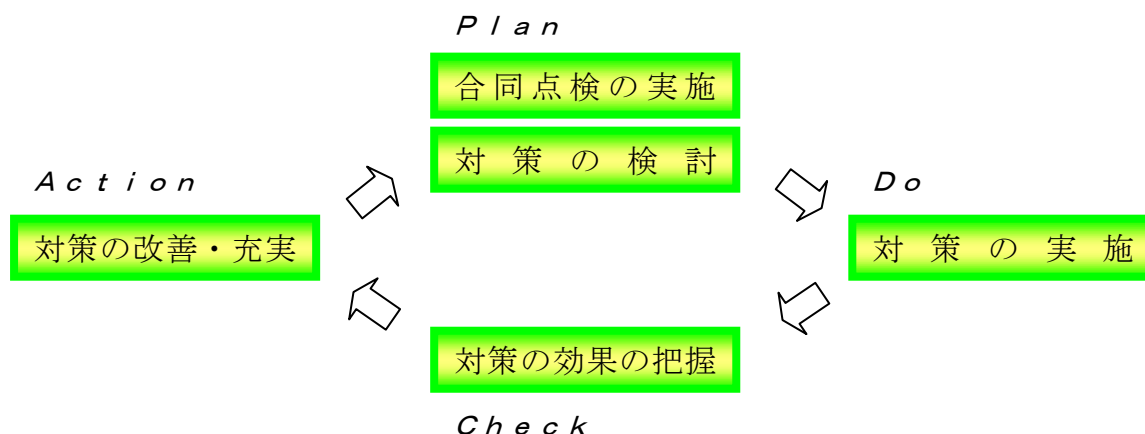 Plan
合同点検の実施
対策の検討
Action
Do
対策の改善・充実
対策の実施
対策の効果の把握
Check